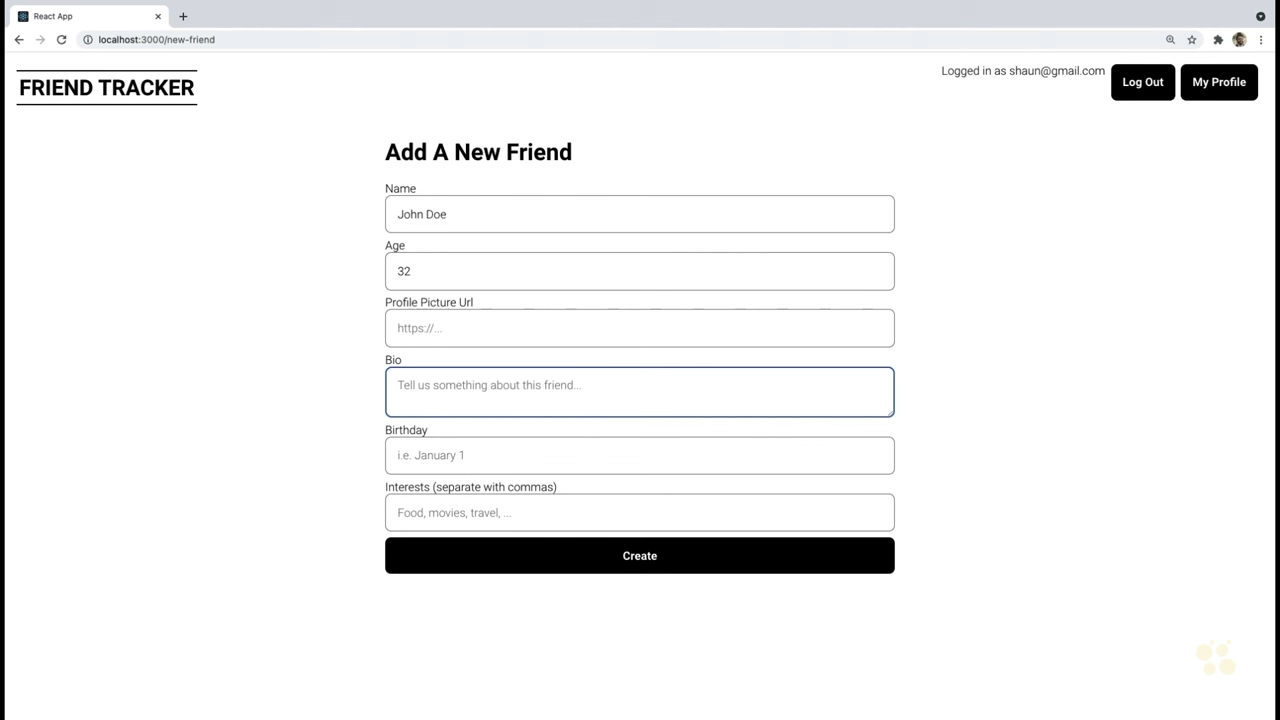 React App
localhost:3000/new-friend
FRIEND TRACKER
Logged in as shaun@gmail.com
Log Out
My Profile
Add A New Friend
Name
John Doe
Age
32
Profile Picture Url
https://...
Bio
Tell us something about this friend...
Birthday
i.e. January 1
Interests (separate with commas)
Food, movies, travel, ...
Create